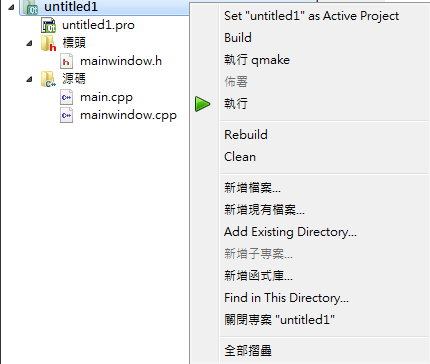 untitled1
untitled1.pro
標頭
mainwindow.h
源碼
main.cpp
mainwindow.cpp
Set "untitled1" as Active Project
Build
執行 qmake
佈署
執行
Rebuild
Clean
新增檔案...
新增現有檔案...
Add Existing Directory...
新增子專案...
新增函式庫...
Find in This Directory...
關閉專案 "untitled1"
全部摺疊